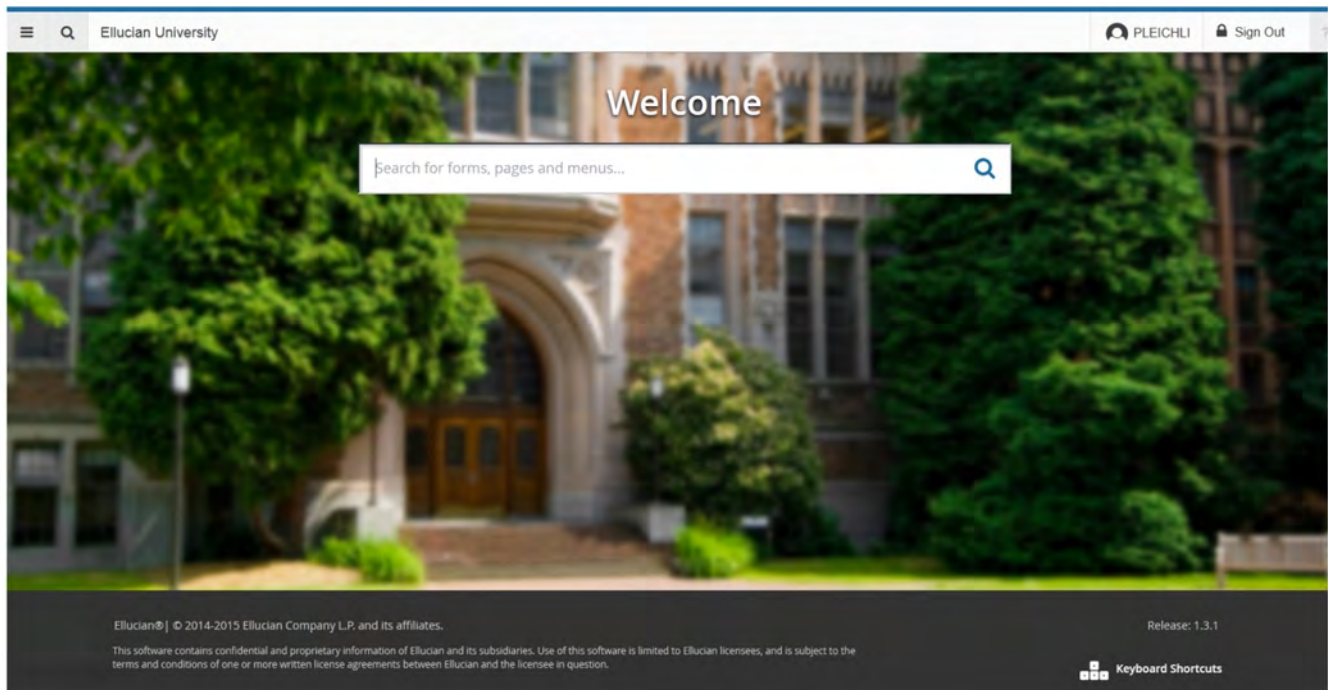 Ellucian University
PLEICHLI
Sign Out
?
Welcome
Search for forms, pages and menus...
Ellucian®| © 2014-2015 Ellucian Company L.P. and its affiliates.
Release: 1.3.1
This software contains confidential and proprietary information of Ellucian and its subsidiaries. Use of this software is limited to Ellucian licensees, and is subject to the
terms and conditions of one or more written license agreements between Ellucian and the licensee in question.
Keyboard Shortcuts